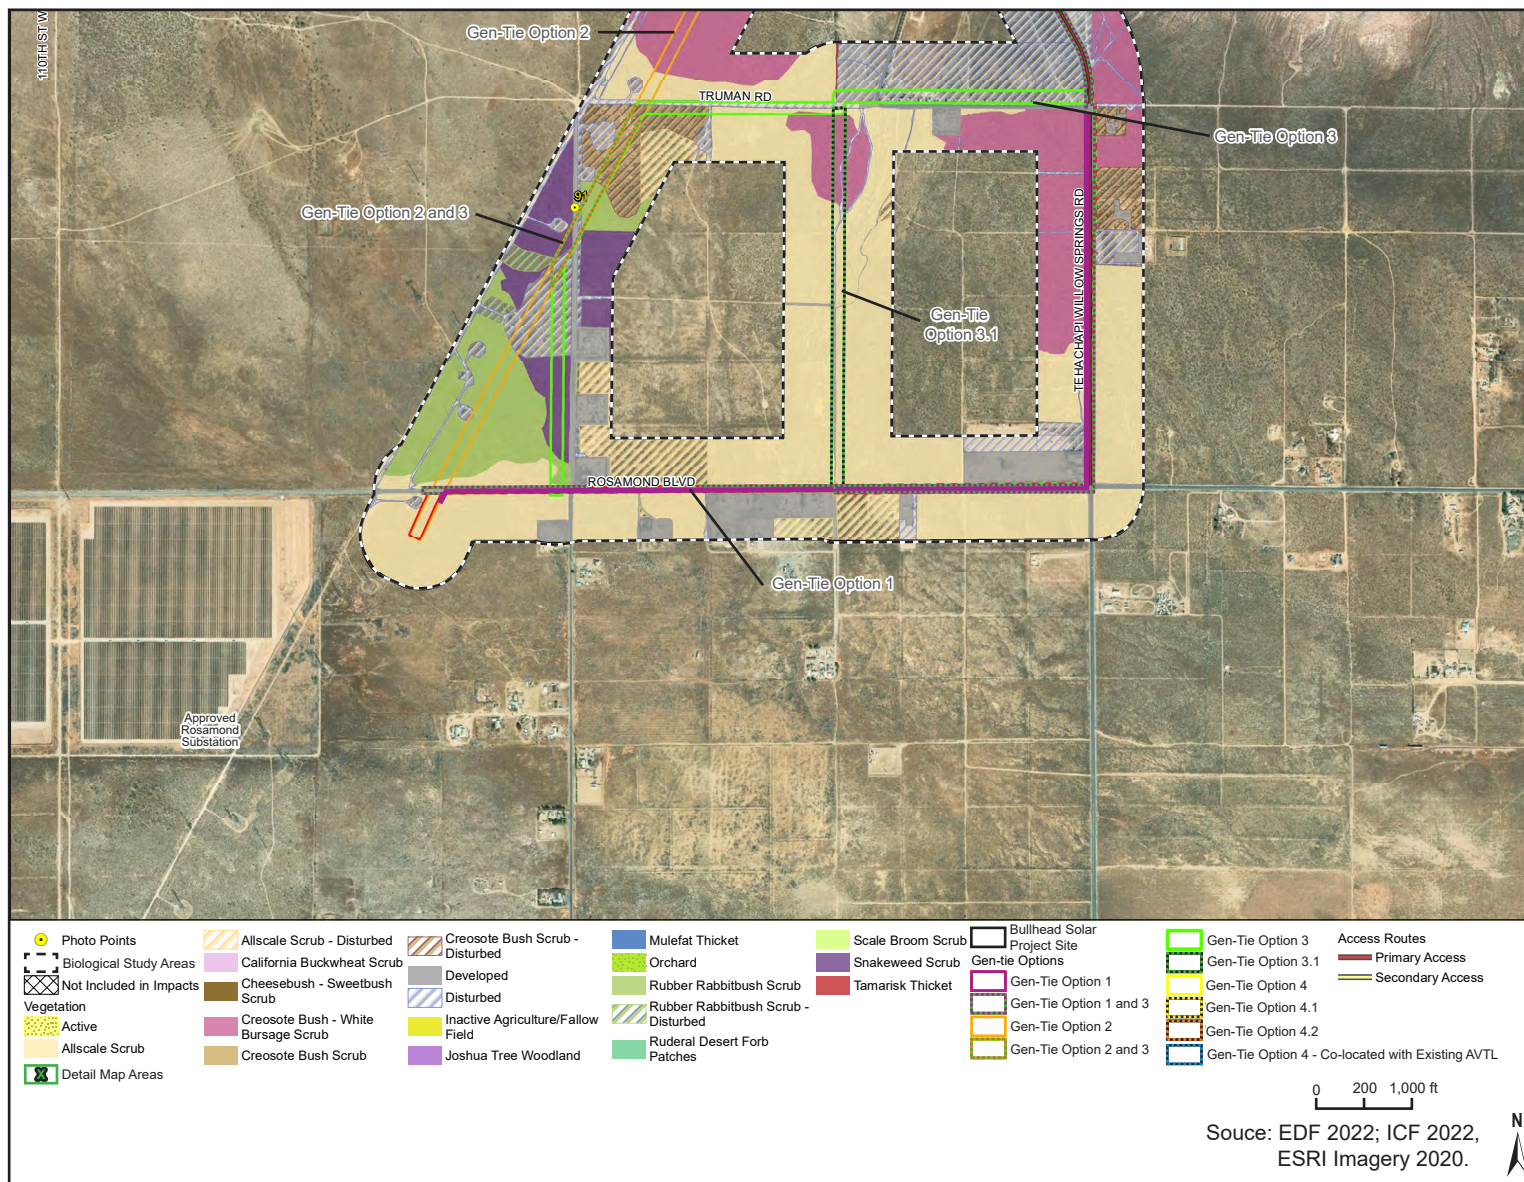 110TH ST W
Gen-Tie Option 2
TRUMAN RD
Gen-Tie Option 3
91
Gen-Tie Option 2 and 3
TEHACHAPI WILLOW SPRINGS RD
Gen-Tie
Option 3.1
ROSAMOND BLVD
Gen-Tie Option 1
Approved
Rosamond
Substation
Photo Points
Biological Study Areas
Not Included in Impacts
Vegetation
Active
Allscale Scrub
Detail Map Areas
Allscale Scrub - Disturbed
California Buckwheat Scrub
Cheesebush - Sweetbush
Scrub
Creosote Bush - White
Bursage Scrub
Creosote Bush Scrub
Creosote Bush Scrub -
Disturbed
Developed
Disturbed
Inactive Agriculture/Fallow
Field
Joshua Tree Woodland
Mulefat Thicket
Orchard
Rubber Rabbitbush Scrub
Rubber Rabbitbush Scrub -
Disturbed
Ruderal Desert Forb
Patches
Scale Broom Scrub
Snakeweed Scrub
Tamarisk Thicket
Bullhead Solar
Project Site
Gen-tie Options
Gen-Tie Option 1
Gen-Tie Option 1 and 3
Gen-Tie Option 2
Gen-Tie Option 2 and 3
Gen-Tie Option 3
Gen-Tie Option 3.1
Gen-Tie Option 4
Gen-Tie Option 4.1
Gen-Tie Option 4.2
Gen-Tie Option 4 - Co-located with Existing AVTL
Access Routes
Primary Access
Secondary Access
0 200 1,000 ft
Souce: EDF 2022; ICF 2022,
ESRI Imagery 2020.
N